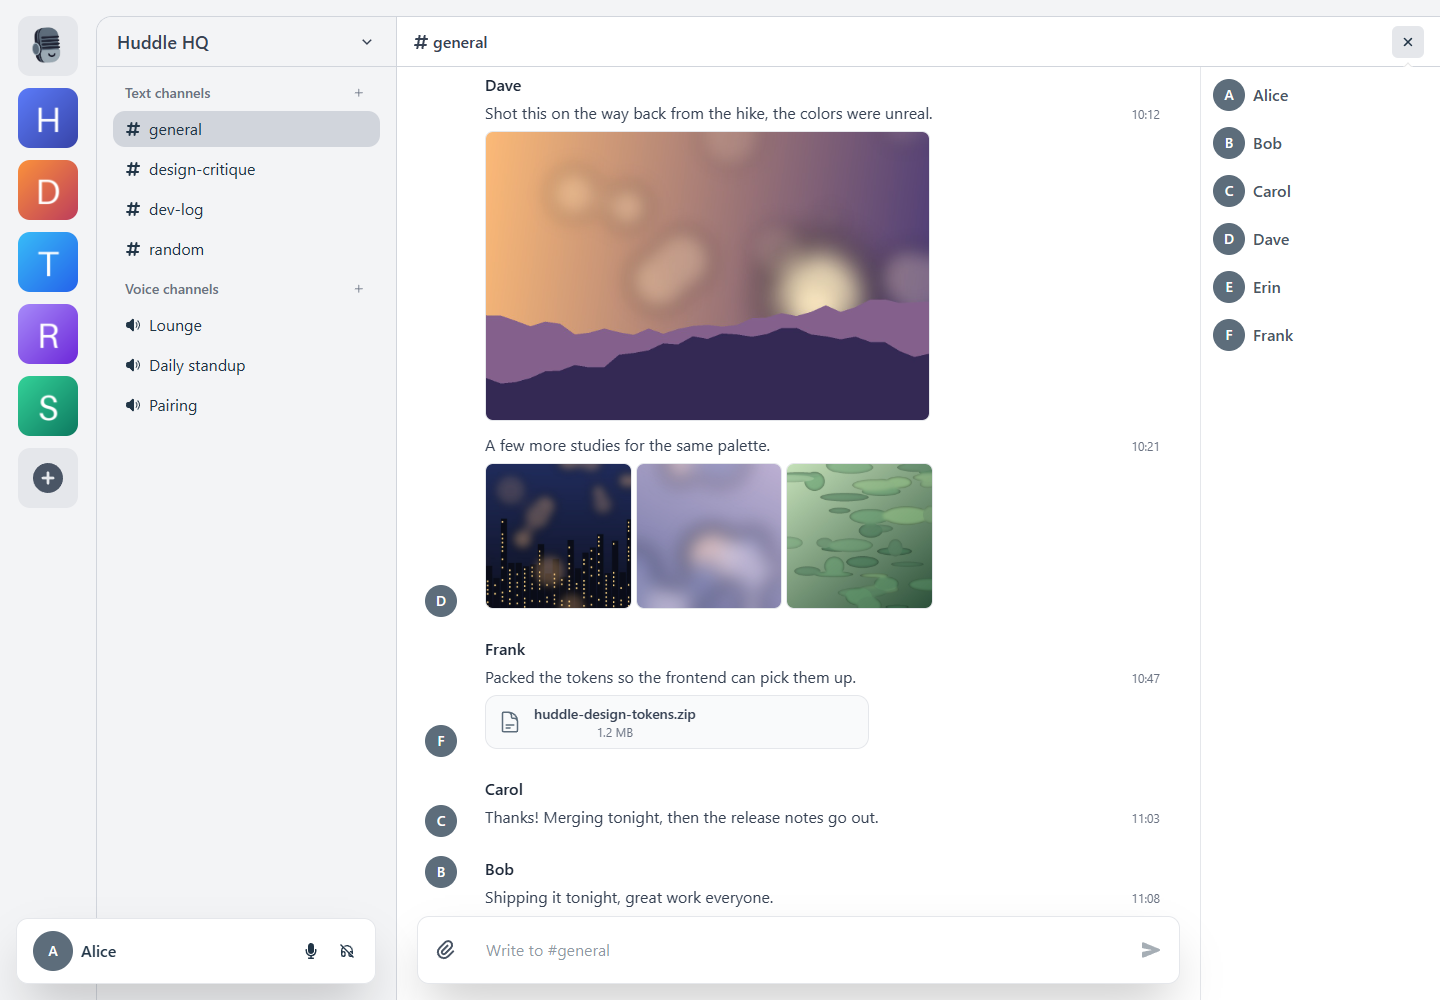 H
D
T
R
S
Huddle HQ
Text channels
# general
# design-critique
# dev-log
# random
Voice channels
Lounge
Daily standup
Pairing
A
Alice
# general
Dave
Shot this on the way back from the hike, the colors were unreal.
10:12
A few more studies for the same palette.
10:21
D
Frank
Packed the tokens so the frontend can pick them up.
10:47
huddle-design-tokens.zip
1.2 MB
F
Carol
Thanks! Merging tonight, then the release notes go out.
11:03
C
B
Bob
Shipping it tonight, great work everyone.
11:08
Write to #general
A Alice
B Bob
C Carol
D Dave
E Erin
F Frank